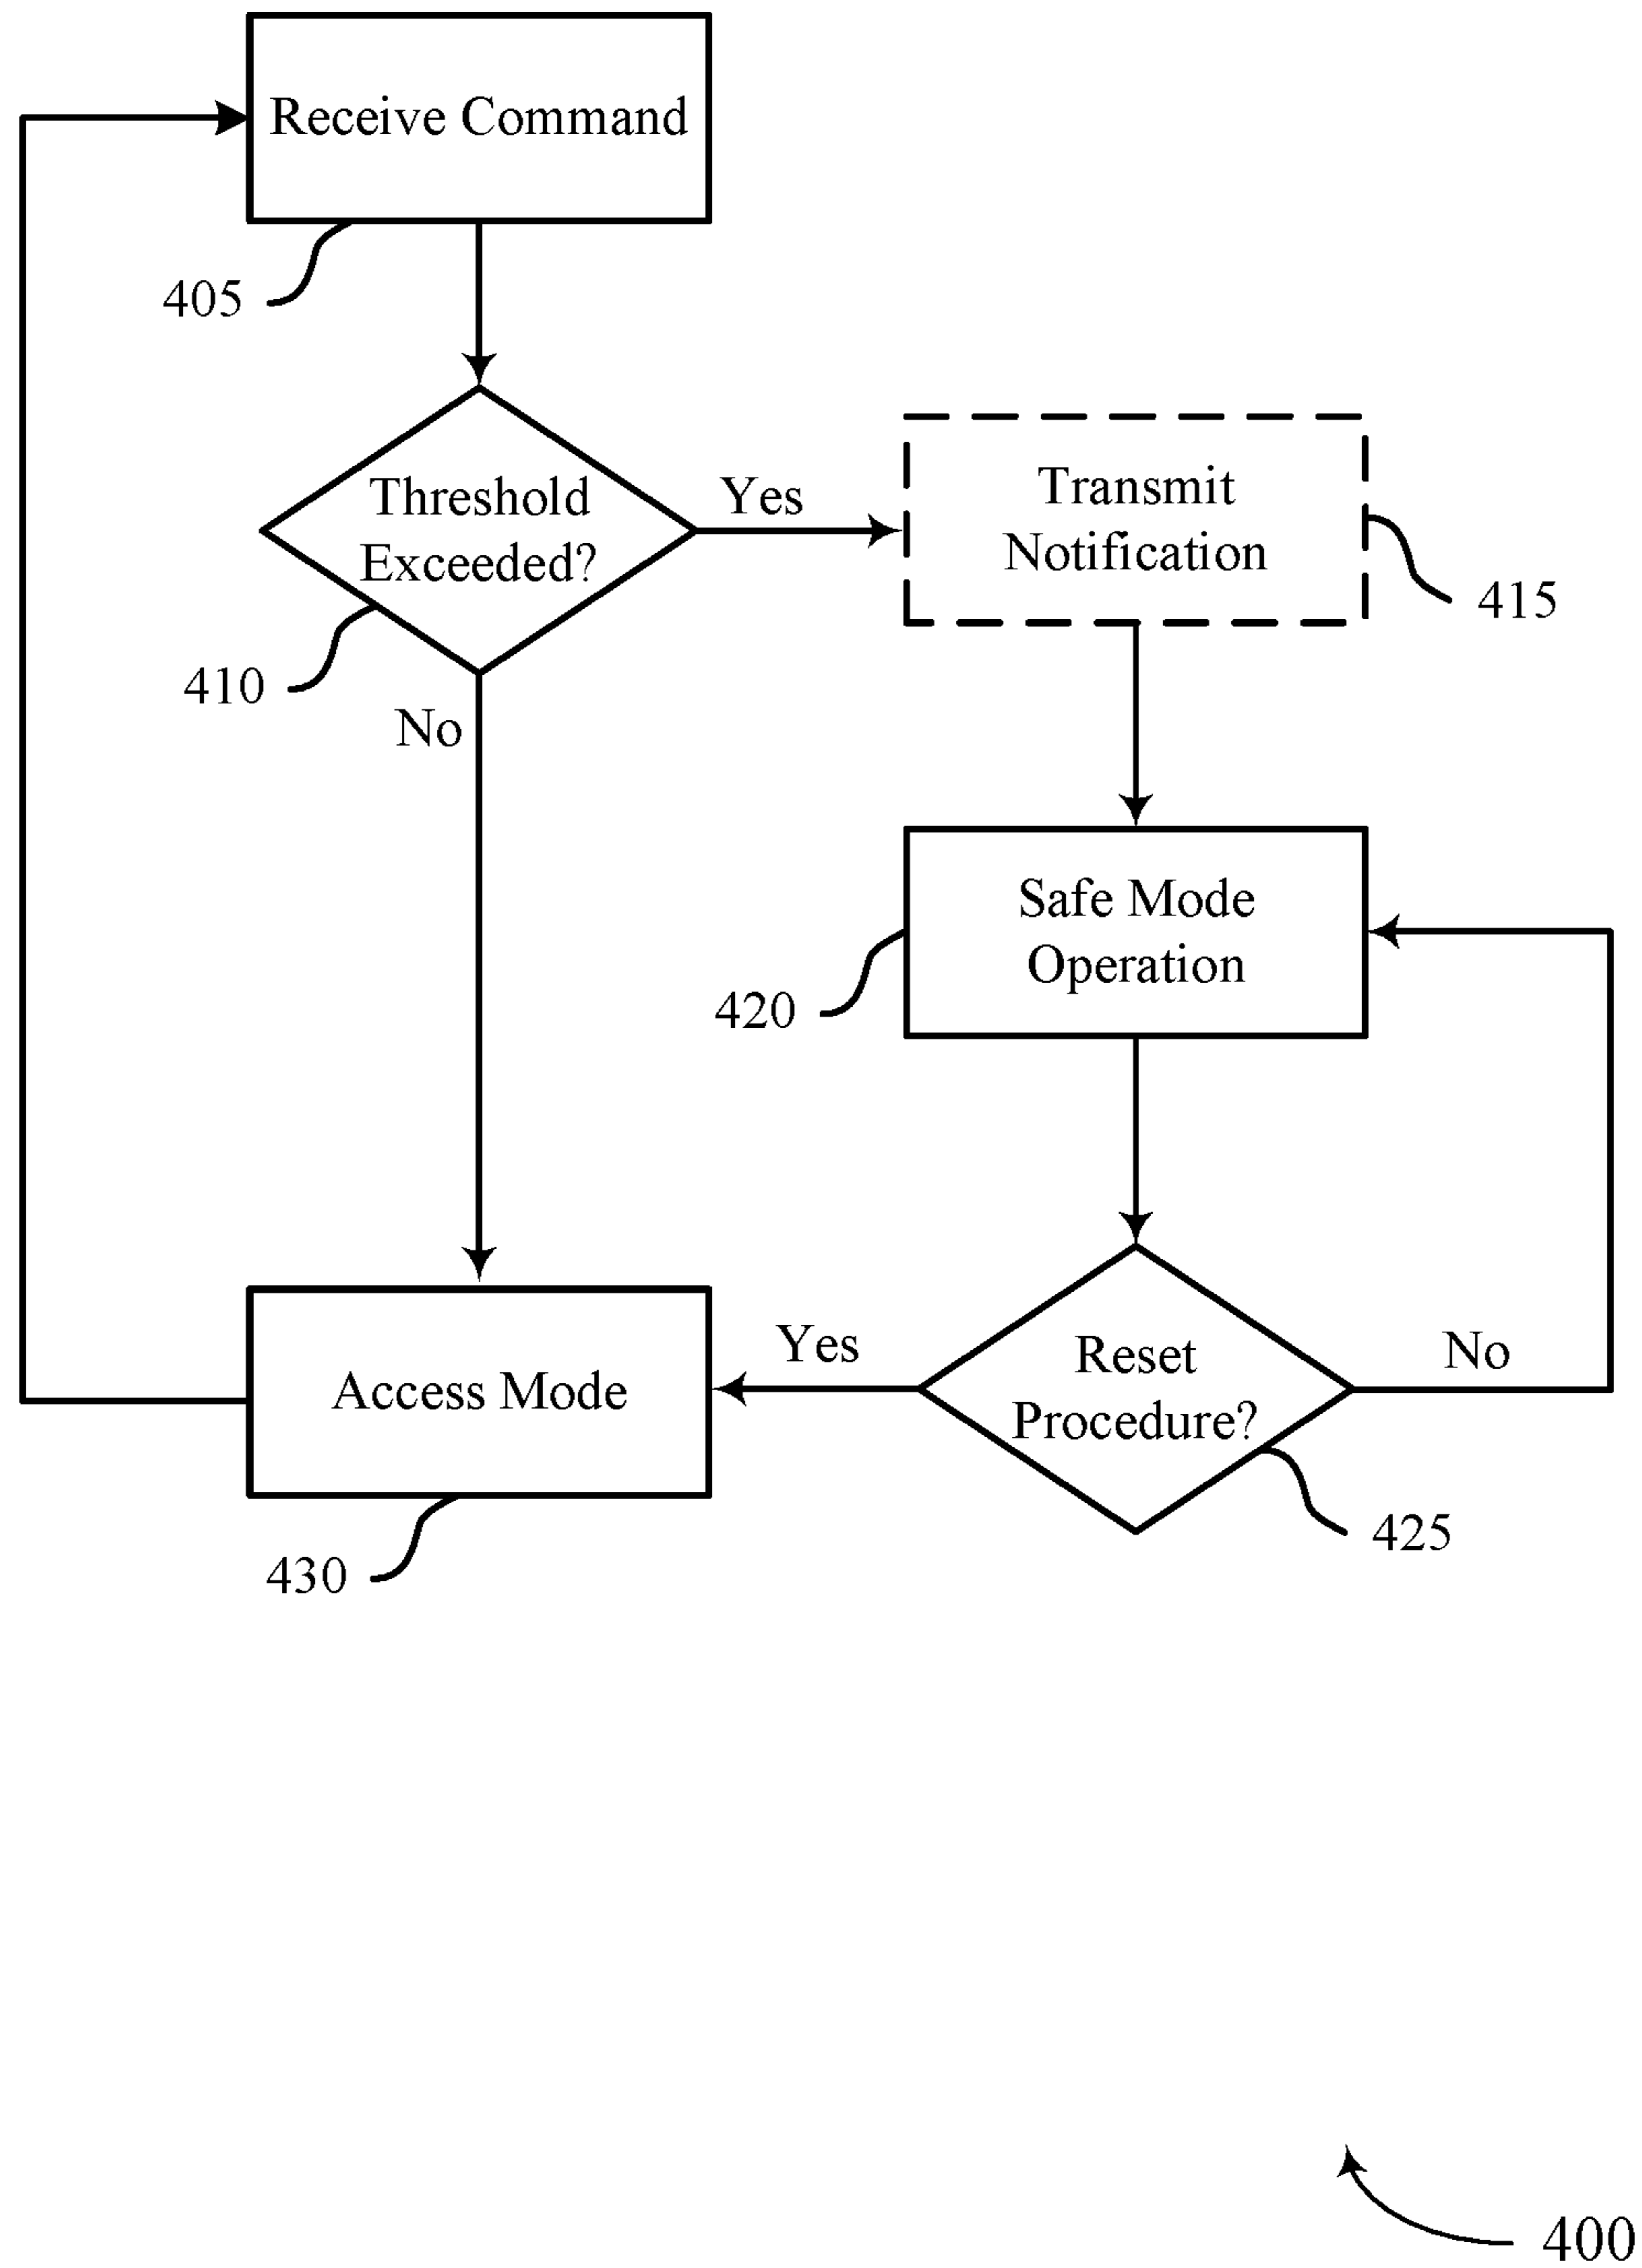 Receive Command
405
Threshold
Exceeded?
Yes
410
No
Transmit
Notification
415
Safe Mode
Operation
420
Reset
Procedure?
Yes
No
425
Access Mode
430
400